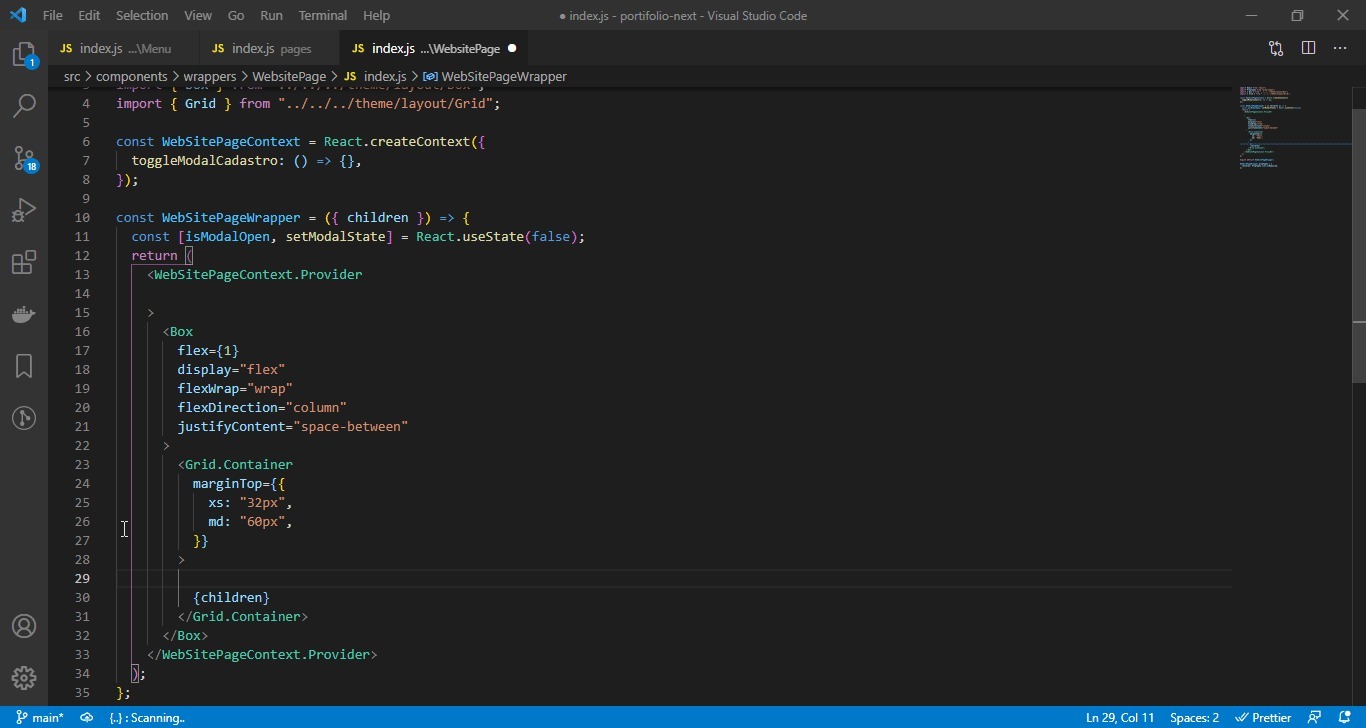 File Edit Selection View Go Run Terminal Help ● index.js - portifolio-next - Visual Studio Code
JS index.js ...\Menu JS index.js pages JS index.js ...\WebsitePage ●
src > components > wrappers > WebsitePage > JS index.js > WebSitePageWrapper
1
18
3 import { Box } from "../../../theme/layout/Box";
4 import { Grid } from "../../../theme/layout/Grid";
5
6 const WebSitePageContext = React.createContext({
7 toggleModalCadastro: () => {},
8 });
9
10 const WebSitePageWrapper = ({ children }) => {
11 const [isModalOpen, setModalState] = React.useState(false);
12 return (
13 <WebSitePageContext.Provider
14
15 >
16 <Box
17 flex={1}
18 display="flex"
19 flexWrap="wrap"
20 flexDirection="column"
21 justifyContent="space-between"
22 >
23 <Grid.Container
24 marginTop={{
25 xs: "32px",
26 md: "60px",
27 }}
28 >
29
30 {children}
31 </Grid.Container>
32 </Box>
33 </WebSitePageContext.Provider>
34 );
35 };
main* {..} : Scanning.. Ln 29, Col 11 Spaces: 2 Prettier